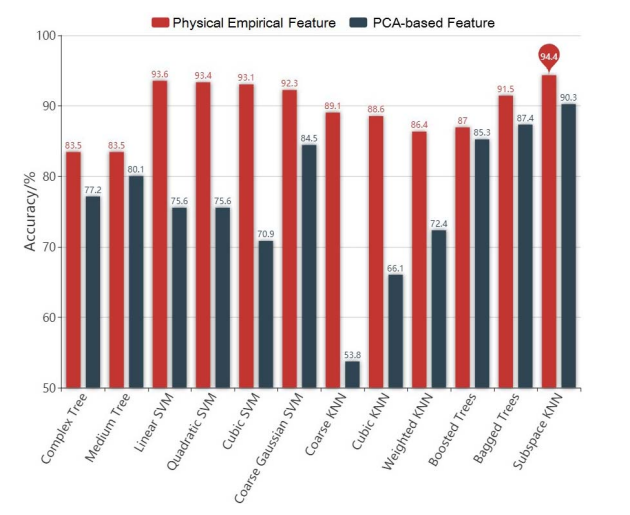 Physical Empirical Feature PCA-based Feature
Accuracy/%
100
90
80
70
60
50
83.5 77.2
83.5 80.1
93.6 75.6
93.4 75.6
93.1 70.9
92.3 84.5
89.1 53.8
88.6 66.1
86.4 72.4
87 85.3
91.5 87.4
94.4 90.3
Complex Tree
Medium Tree
Linear SVM
Quadratic SVM
Cubic SVM
Coarse Gaussian SVM
Coarse KNN
Cubic KNN
Weighted KNN
Boosted Trees
Bagged Trees
Subspace KNN